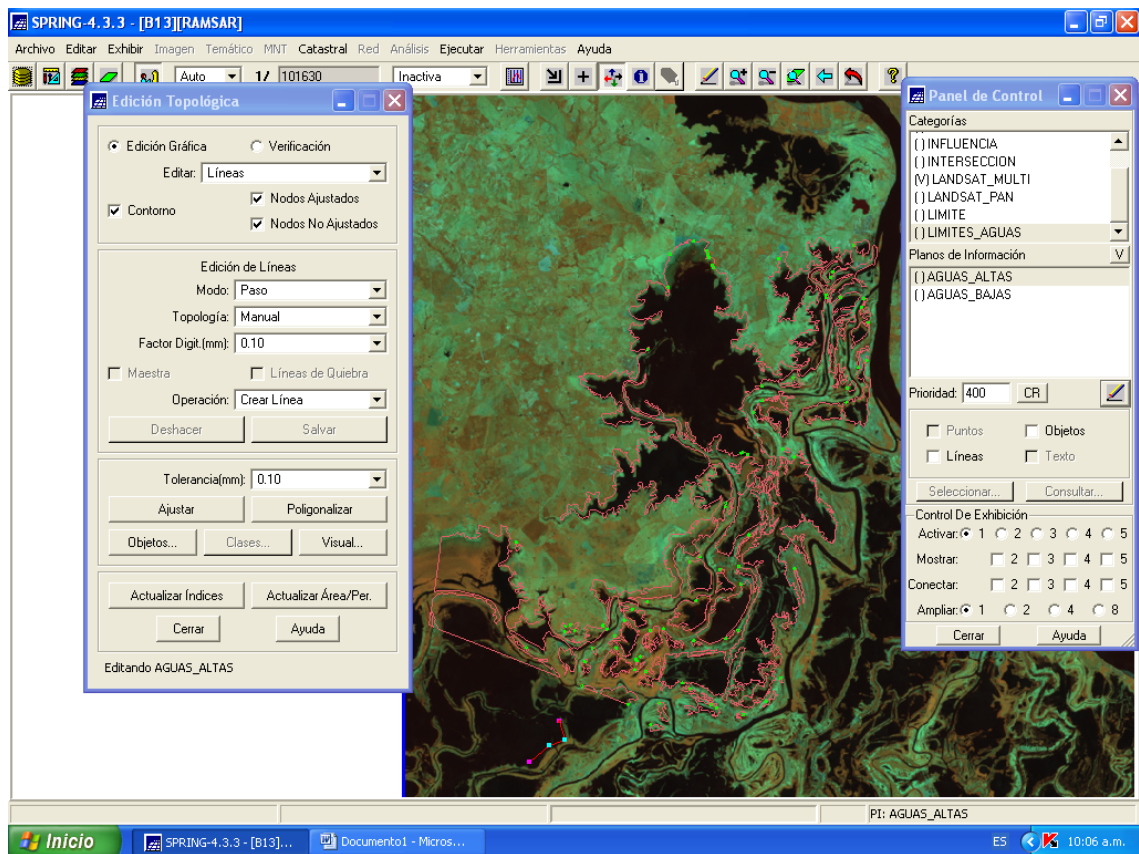 SPRING-4.3.3 - [B13][RAMSAR]
Archivo Editar Exhibir Imagen Temático MNT Catastral Red Análisis Ejecutar Herramientas Ayuda
Auto 1/ 101630 Inactiva
Edición Topológica
Edición Gráfica Verificación
Editar: Líneas
Contorno
Nodos Ajustados
Nodos No Ajustados
Edición de Líneas
Modo: Paso
Topología: Manual
Factor Digit.(mm): 0.10
Maestra Líneas de Quiebra
Operación: Crear Línea
Deshacer Salvar
Tolerancia(mm): 0.10
Ajustar Poligonalizar
Objetos... Clases... Visual...
Actualizar Índices Actualizar Área/Per.
Cerrar Ayuda
Editando AGUAS_ALTAS
Panel de Control
Categorías
( ) INFLUENCIA
( ) INTERSECCION
(V) LANDSAT_MULTI
( ) LANDSAT_PAN
( ) LIMITE
( ) LIMITES_AGUAS
Planos de Información V
( ) AGUAS_ALTAS
( ) AGUAS_BAJAS
Prioridad: 400 CR
Puntos Objetos
Líneas Texto
Seleccionar... Consultar...
Control De Exhibición
Activar: 1 2 3 4 5
Mostrar: 2 3 4 5
Conectar: 2 3 4 5
Ampliar: 1 2 4 8
Cerrar Ayuda
PI: AGUAS_ALTAS
Inicio SPRING-4.3.3 - [B13]... Documento1 - Micros... ES 10:06 a.m.